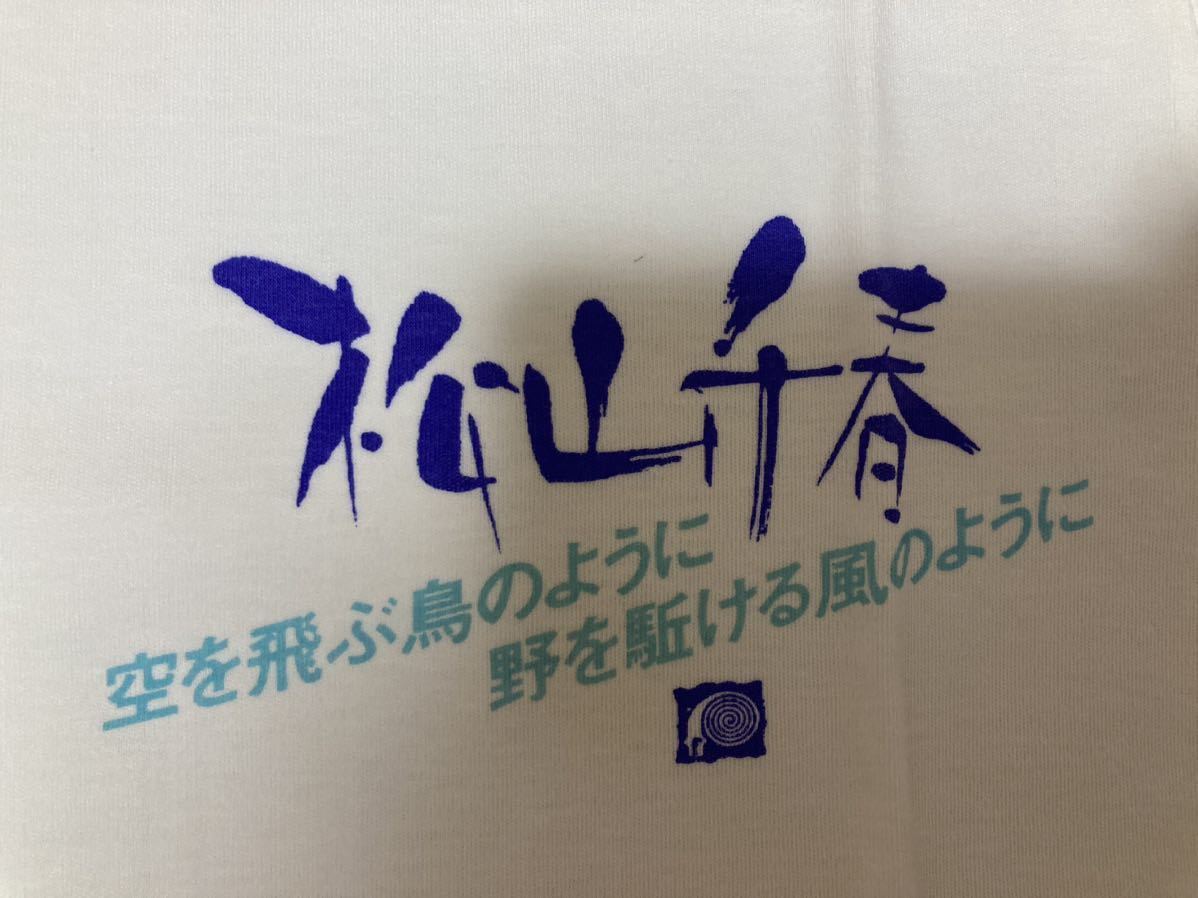 松山千春
空を飛ぶ鳥のように
野を駈ける風のように